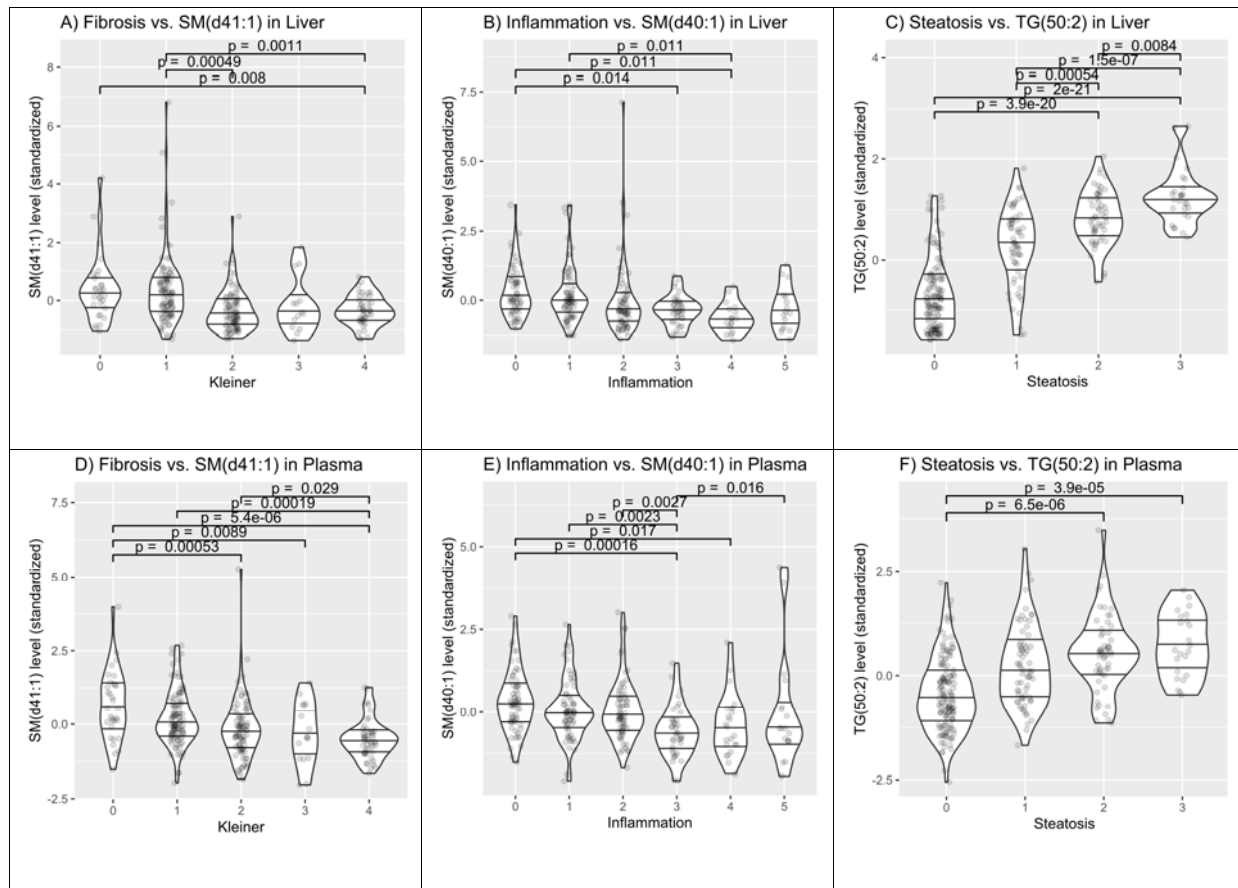 A) Fibrosis vs. SM(d41:1) in Liver
p = 0.0011
p = 0.00049
p = 0.008
8
6
4
2
0
SM(d41:1) level (standardized)
0 1 2 3 4
Kleiner
B) Inflammation vs. SM(d40:1) in Liver
p = 0.011
p = 0.011
p = 0.014
7.5
5.0
2.5
0.0
SM(d40:1) level (standardized)
0 1 2 3 4 5
Inflammation
C) Steatosis vs. TG(50:2) in Liver
p = 0.0084
p = 1.5e-07
p = 0.00054
p = 2e-21
p = 3.9e-20
4
2
0
TG(50:2) level (standardized)
0 1 2 3
Steatosis
D) Fibrosis vs. SM(d41:1) in Plasma
p = 0.029
p = 0.00019
p = 5.4e-06
p = 0.0089
p = 0.00053
7.5
5.0
2.5
0.0
-2.5
SM(d41:1) level (standardized)
0 1 2 3 4
Kleiner
E) Inflammation vs. SM(d40:1) in Plasma
p = 0.016
p = 0.0027
p = 0.0023
p = 0.017
p = 0.00016
5.0
2.5
0.0
SM(d40:1) level (standardized)
0 1 2 3 4 5
Inflammation
F) Steatosis vs. TG(50:2) in Plasma
p = 3.9e-05
p = 6.5e-06
2.5
0.0
-2.5
TG(50:2) level (standardized)
0 1 2 3
Steatosis